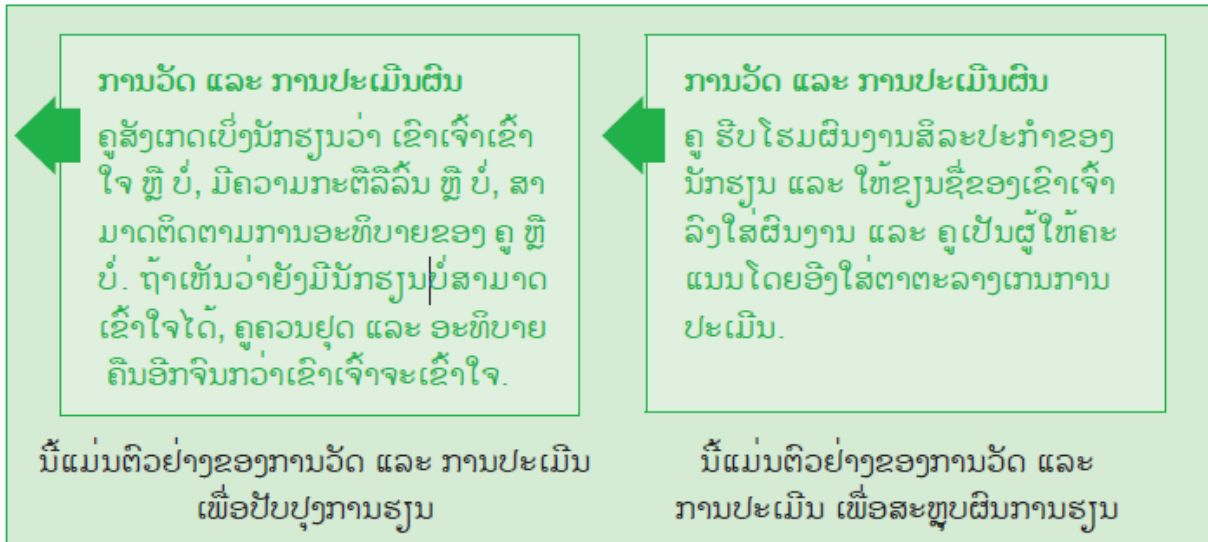 ການວັດ ແລະ ການປະເມີນຜົນ
ຄູສັງເກດເບິ່ງນັກຮຽນວ່າ ເຂົາເຈົ້າເຂົ້າ
ໃຈ ຫຼື ບໍ່, ມີຄວາມກະຕືລືລົ້ນ ຫຼື ບໍ່, ສາ
ມາດຕິດຕາມການອະທິບາຍຂອງ ຄູ ຫຼື
ບໍ່. ຖ້າເຫັນວ່າຍັງມີນັກຮຽນບໍ່ສາມາດ
ເຂົ້າໃຈໄດ້, ຄູຄວນຢຸດ ແລະ ອະທິບາຍ
ຄືນອີກຈົນກວ່າເຂົາເຈົ້າຈະເຂົ້າໃຈ.
ນີ້ແມ່ນຕົວຢ່າງຂອງການວັດ ແລະ ການປະເມີນ
ເພື່ອປັບປຸງການຮຽນ
ການວັດ ແລະ ການປະເມີນຜົນ
ຄູ ຮີບໂຮມຜົນງານສິລະປະກຳຂອງ
ນັກຮຽນ ແລະ ໃຫ້ຂຽນຊື່ຂອງເຂົາເຈົ້າ
ລົງໃສ່ຜົນງານ ແລະ ຄູເປັນຜູ້ໃຫ້ຄະ
ແນນໂດຍອີງໃສ່ຕາຕະລາງເກນການ
ປະເມີນ.
ນີ້ແມ່ນຕົວຢ່າງຂອງການວັດ ແລະ
ການປະເມີນ ເພື່ອສະຫຼຸບຜົນການຮຽນ